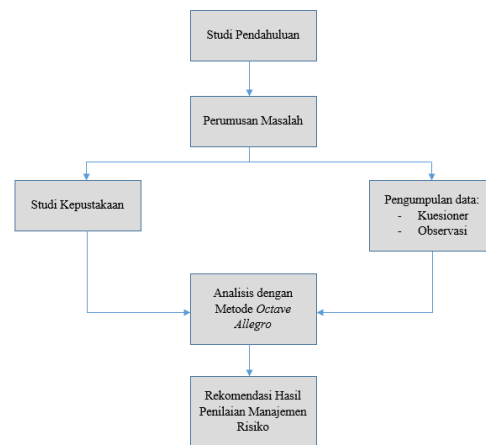 Studi Pendahuluan
Perumusan Masalah
Studi Kepustakaan
Pengumpulan data:
- Kuesioner
- Observasi
Analisis dengan
Metode Octave
Allegro
Rekomendasi Hasil
Penilaian Manajemen
Risiko